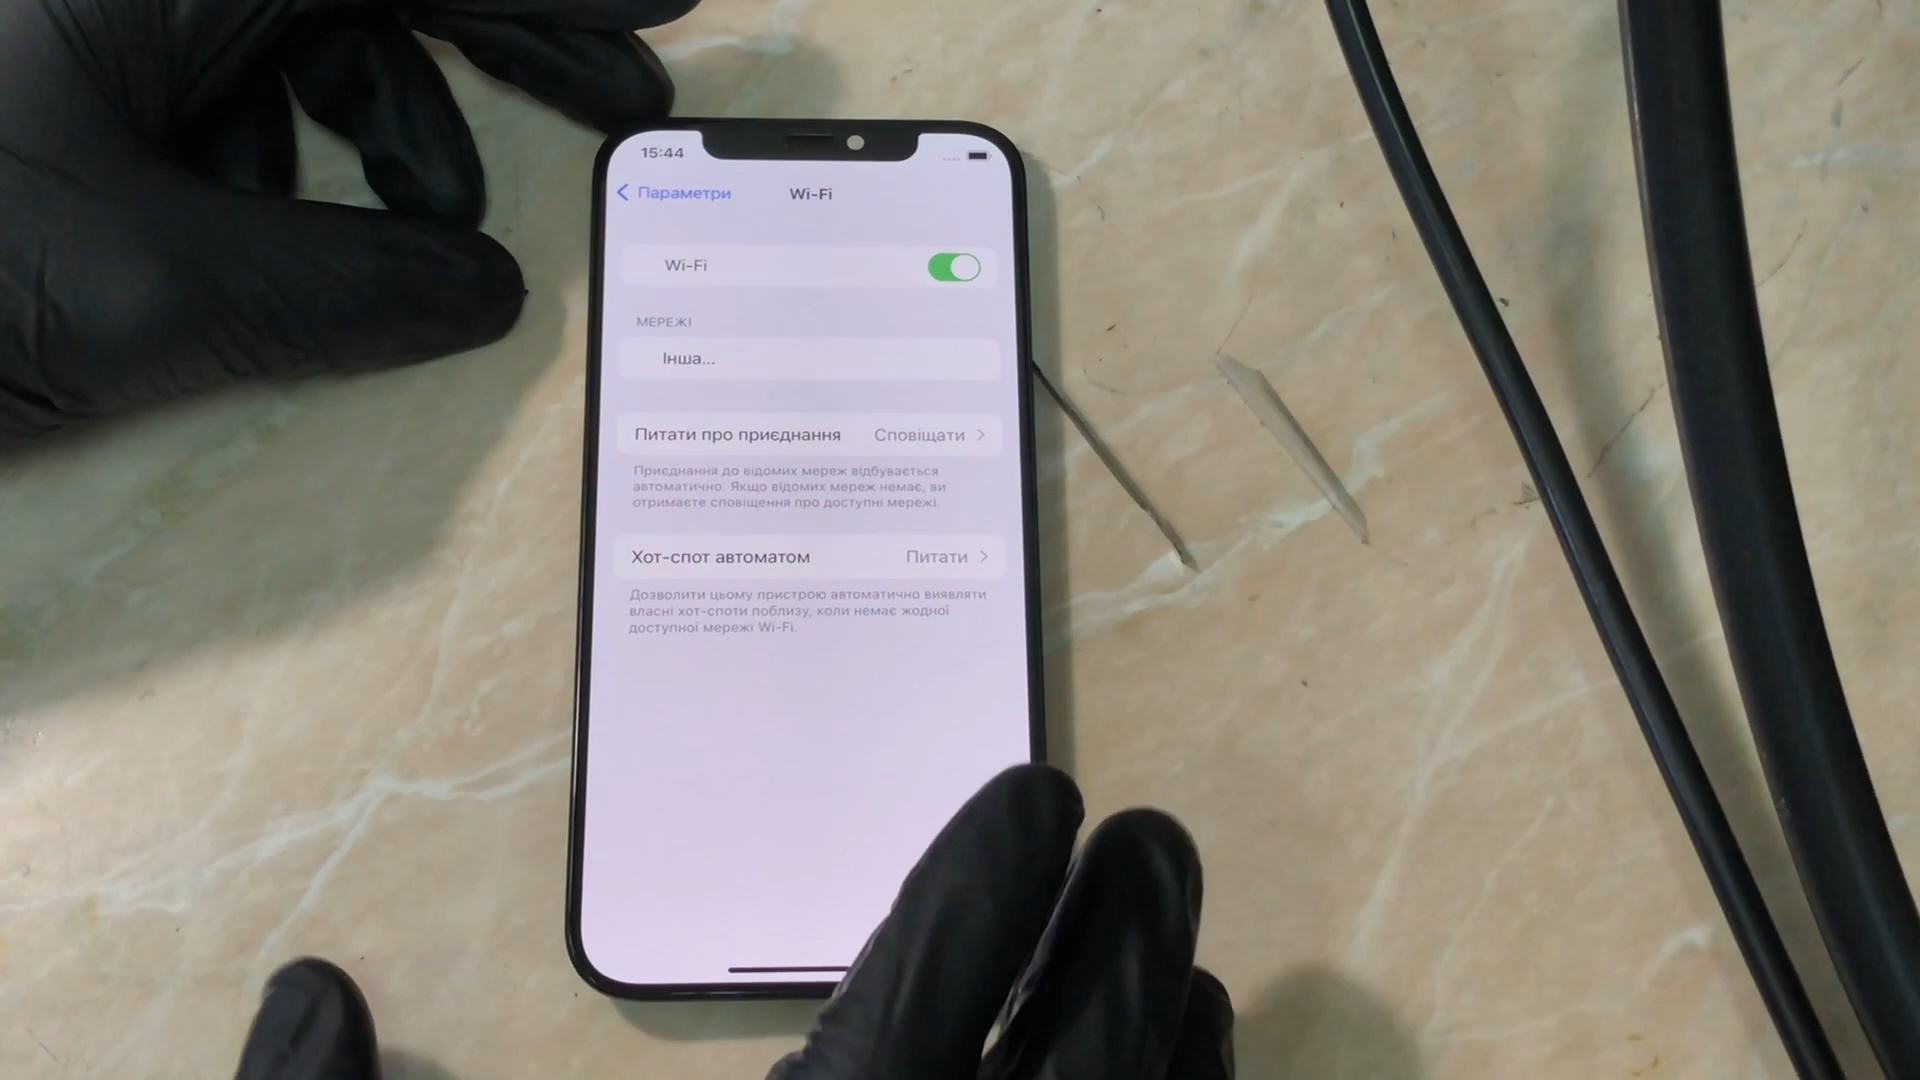 15:44
Параметри
Wi-Fi
Wi-Fi
МЕРЕЖІ
Інша...
Питати про приєднання Сповіщати
Приєднання до відомих мереж відбувається
автоматично. Якщо відомих мереж немає, ви
отримаєте сповіщення про доступні мережі.
Хот-спот автоматом Питати
Дозволити цьому пристрою автоматично виявляти
власні хот-споти поблизу, коли немає жодної
доступної мережі Wi-Fi.